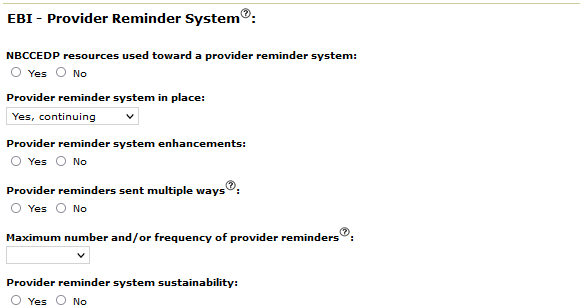 EBI - Provider Reminder System?:
NBCCEDP resources used toward a provider reminder system:
Yes No
Provider reminder system in place:
Yes, continuing
Provider reminder system enhancements:
Yes No
Provider reminders sent multiple ways?:
Yes No
Maximum number and/or frequency of provider reminders?:
Provider reminder system sustainability:
Yes No